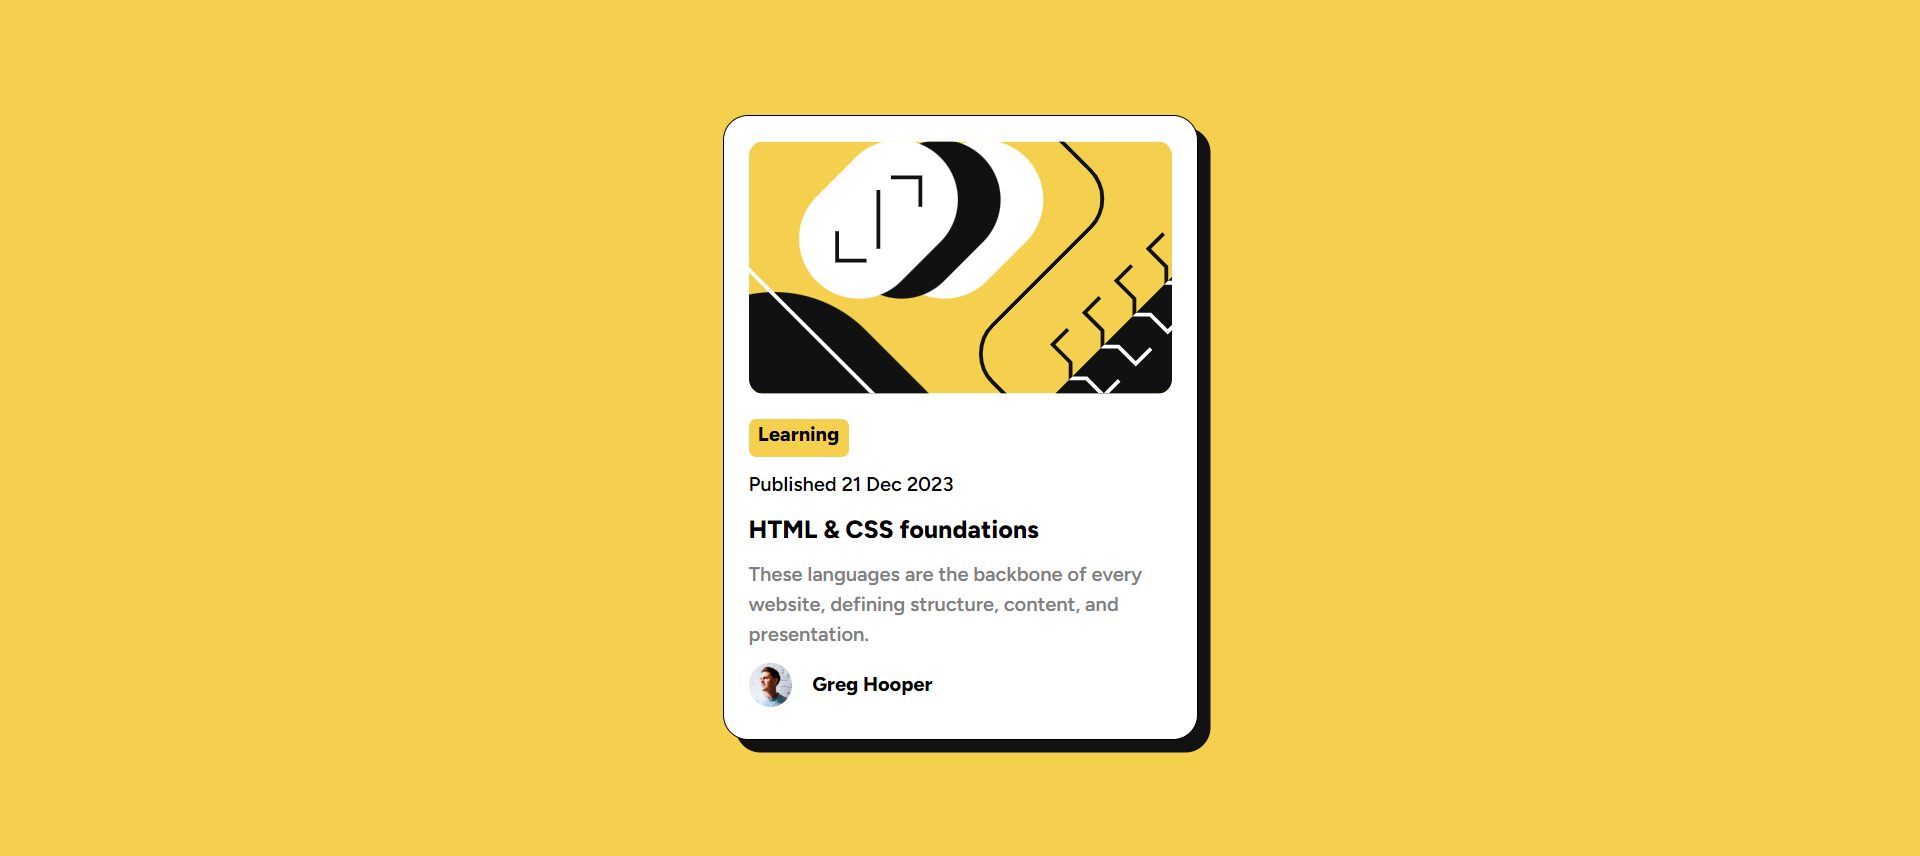 Learning
Published 21 Dec 2023
HTML & CSS foundations
These languages are the backbone of every
website, defining structure, content, and
presentation.
Greg Hooper